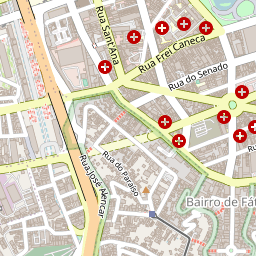 Rua Sant'Ana
Rua Frei Caneca
Rua do Senado
Rua José Alencar
Rua do Paraíso
Bairro de Fát